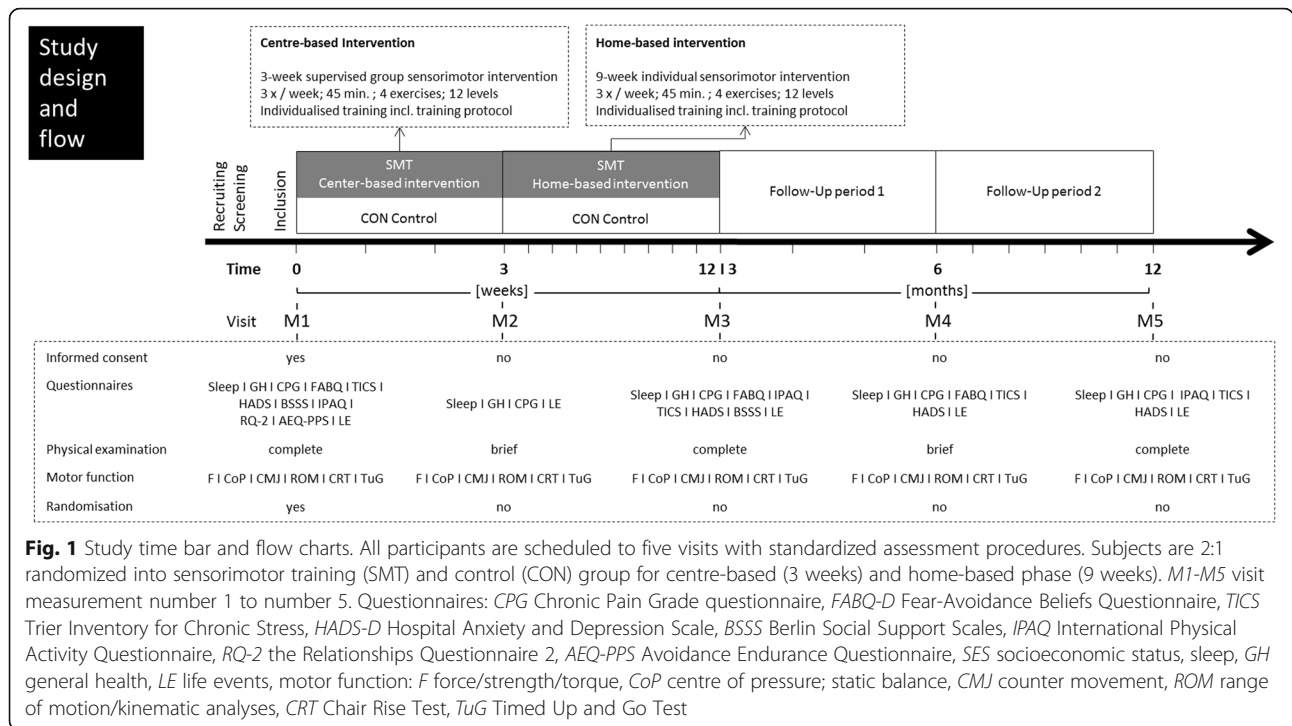 Study
design
and
flow
Centre-based Intervention
3-week supervised group sensorimotor intervention
3 x / week; 45 min. ; 4 exercises; 12 levels
Individualised training incl. training protocol
Home-based intervention
9-week individual sensorimotor intervention
3 x / week; 45 min.; 4 exercises; 12 levels
Individualised training incl. training protocol
Recruiting
Screening
Inclusion
SMT
Center-based intervention
CON Control
SMT
Home-based intervention
CON Control
Follow-Up period 1
Follow-Up period 2
Time 0 3 12 I 3 6 12
[weeks] [months]
Visit M1 M2 M3 M4 M5
Informed consent yes no no no no
Questionnaires
Sleep I GH I CPG I FABQ I TICS I
HADS I BSSS I IPAQ I
RQ-2 I AEQ-PPS I LE
Sleep I GH I CPG I LE
Sleep I GH I CPG I FABQ I IPAQ I
TICS I HADS I BSSS I LE
Sleep I GH I CPG I FABQ I TICS I
HADS I LE
Sleep I GH I CPG I IPAQ I TICS I
HADS I LE
Physical examination complete brief complete brief complete
Motor function F I CoP I CMJ I ROM I CRT I TuG F I CoP I CMJ I ROM I CRT I TuG F I CoP I CMJ I ROM I CRT I TuG F I CoP I CMJ I ROM I CRT I TuG F I CoP I CMJ I ROM I CRT I TuG
Randomisation yes no no no no
Fig. 1 Study time bar and flow charts. All participants are scheduled to five visits with standardized assessment procedures. Subjects are 2:1
randomized into sensorimotor training (SMT) and control (CON) group for centre-based (3 weeks) and home-based phase (9 weeks). M1-M5 visit
measurement number 1 to number 5. Questionnaires: CPG Chronic Pain Grade questionnaire, FABQ-D Fear-Avoidance Beliefs Questionnaire, TICS
Trier Inventory for Chronic Stress, HADS-D Hospital Anxiety and Depression Scale, BSSS Berlin Social Support Scales, IPAQ International Physical
Activity Questionnaire, RQ-2 the Relationships Questionnaire 2, AEQ-PPS Avoidance Endurance Questionnaire, SES socioeconomic status, sleep, GH
general health, LE life events, motor function: F force/strength/torque, CoP centre of pressure; static balance, CMJ counter movement, ROM range
of motion/kinematic analyses, CRT Chair Rise Test, TuG Timed Up and Go Test